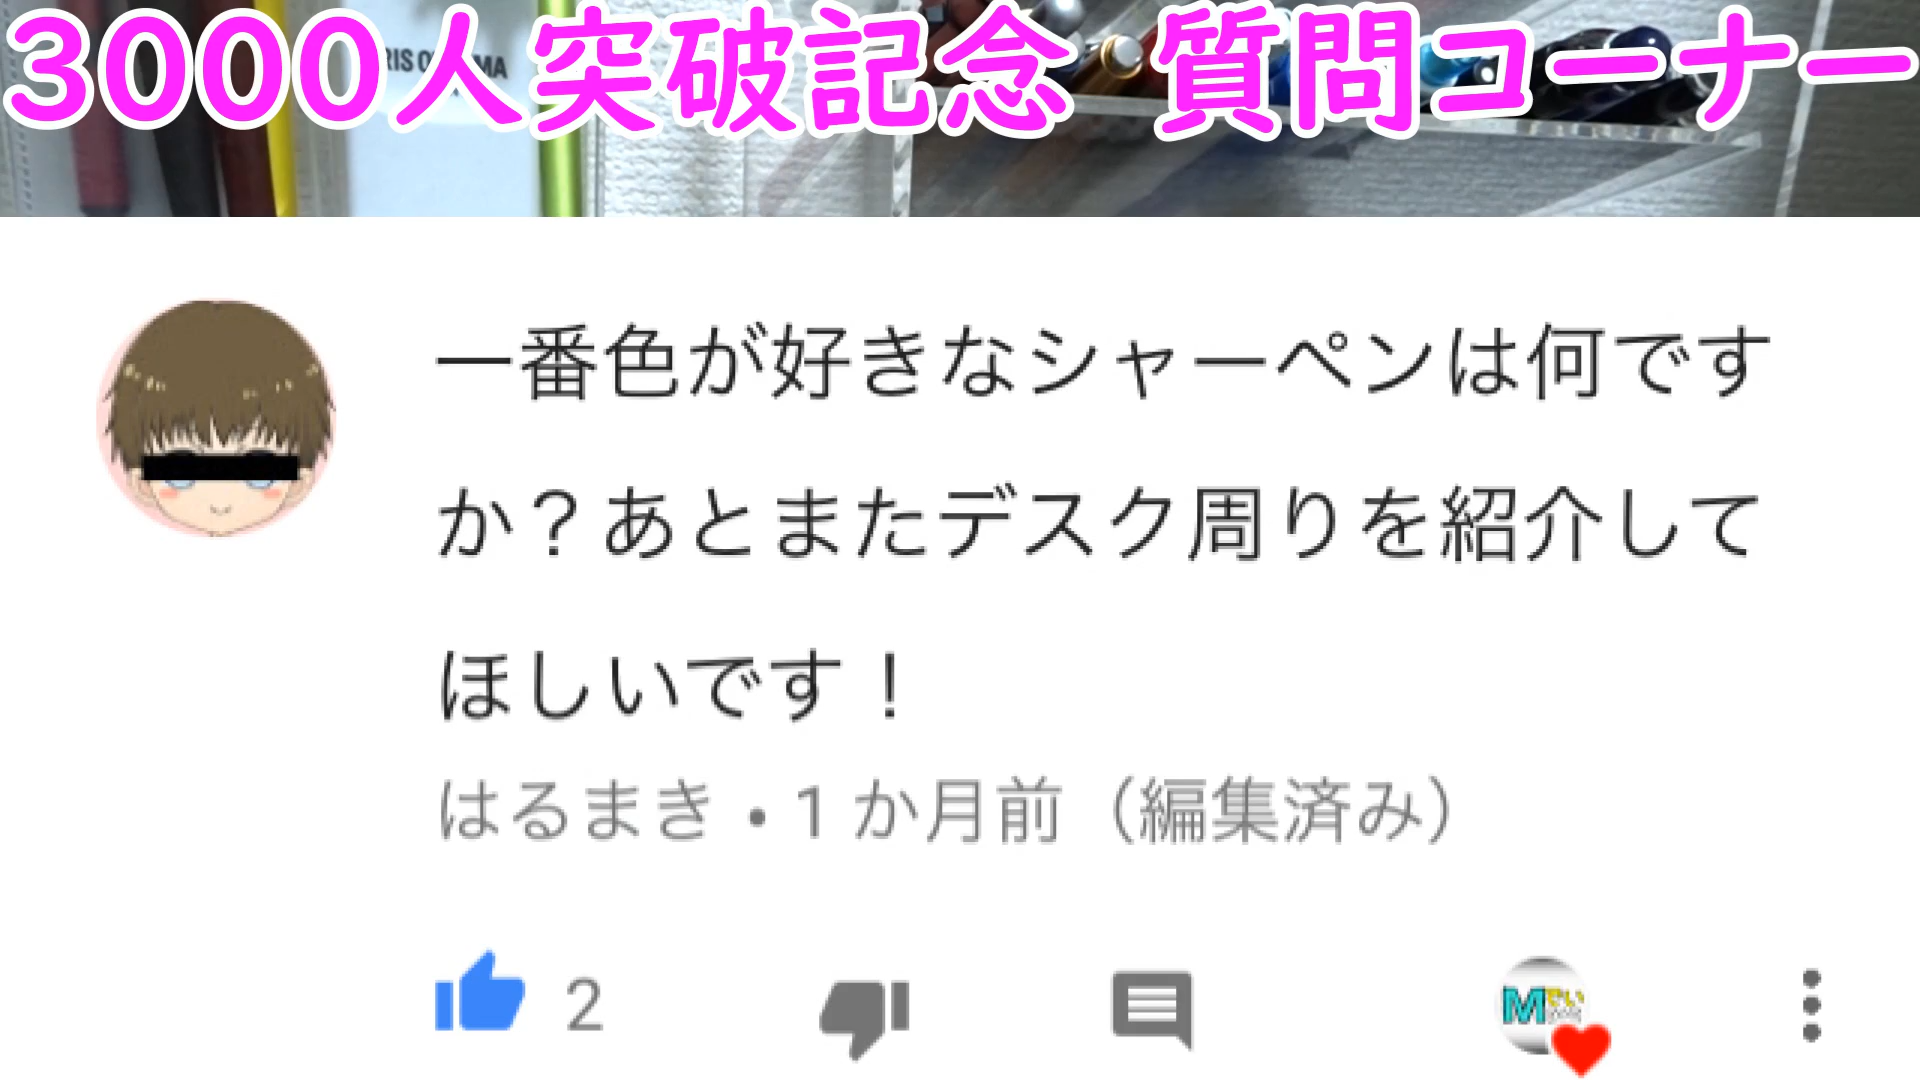 3000人突破記念 質問コーナー
一番色が好きなシャーペンは何です
か？あとまたデスク周りを紹介して
ほしいです！
はるまき • 1 か月前（編集済み）
2